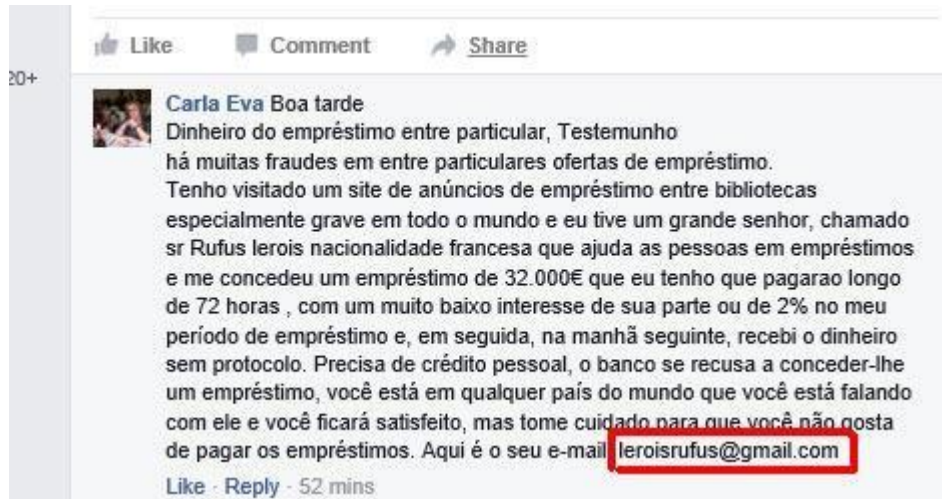 Like Comment Share
20+
Carla Eva Boa tarde
Dinheiro do empréstimo entre particular, Testemunho
há muitas fraudes em entre particulares ofertas de empréstimo.
Tenho visitado um site de anúncios de empréstimo entre bibliotecas
especialmente grave em todo o mundo e eu tive um grande senhor, chamado
sr Rufus lerois nacionalidade francesa que ajuda as pessoas em empréstimos
e me concedeu um empréstimo de 32.000€ que eu tenho que pagarao longo
de 72 horas , com um muito baixo interesse de sua parte ou de 2% no meu
período de empréstimo e, em seguida, na manhã seguinte, recebi o dinheiro
sem protocolo. Precisa de crédito pessoal, o banco se recusa a conceder-lhe
um empréstimo, você está em qualquer país do mundo que você está falando
com ele e você ficará satisfeito, mas tome cuidado para que você não gosta
de pagar os empréstimos. Aqui é o seu e-mail: leroisrufus@gmail.com
Like · Reply · 52 mins